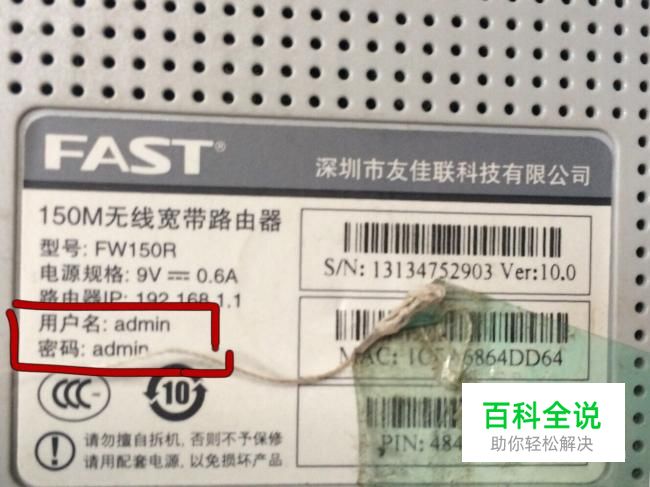 FAST®
深圳市友佳联科技有限公司
150M无线宽带路由器
型号: FW150R
电源规格: 9V 0.6A
路由器IP: 192.168.1.1
用户名: admin
密码: admin
S/N: 13134752903 Ver:10.0
MAC: 6864DD64
PIN: 484
CCC
10
请勿擅自拆机, 否则不予保修
请用配套电源, 以免损坏产品
百科全说
助你轻松解决